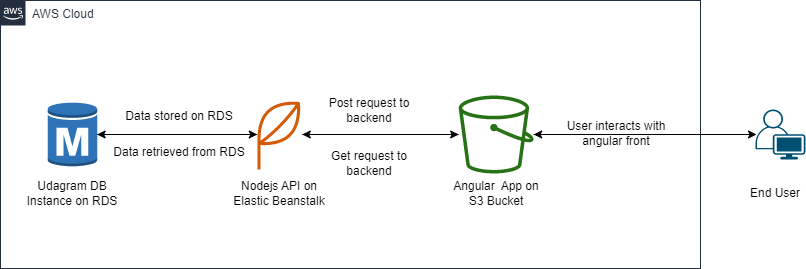 aws
AWS Cloud
Data stored on RDS
Data retrieved from RDS
Post request to
backend
Get request to
backend
User interacts with
angular front
M
Udagram DB
Instance on RDS
Nodejs API on
Elastic Beanstalk
Angular  App on
S3 Bucket
End User